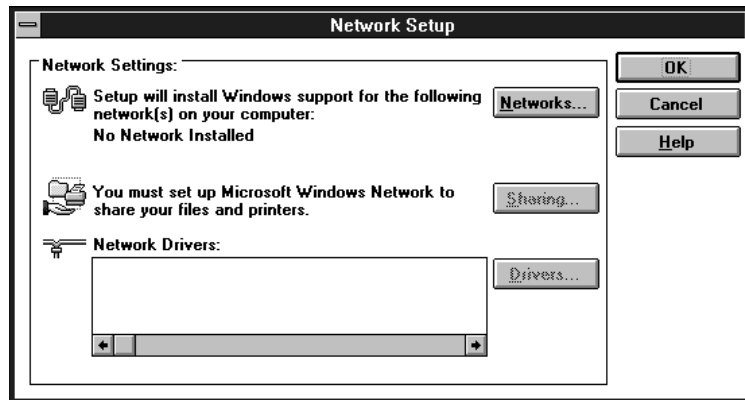 Network Setup
Network Settings:
OK
Setup will install Windows support for the following
network(s) on your computer:
No Network Installed
Networks...
Cancel
Help
You must set up Microsoft Windows Network to
share your files and printers.
Sharing...
Network Drivers:
Drivers...